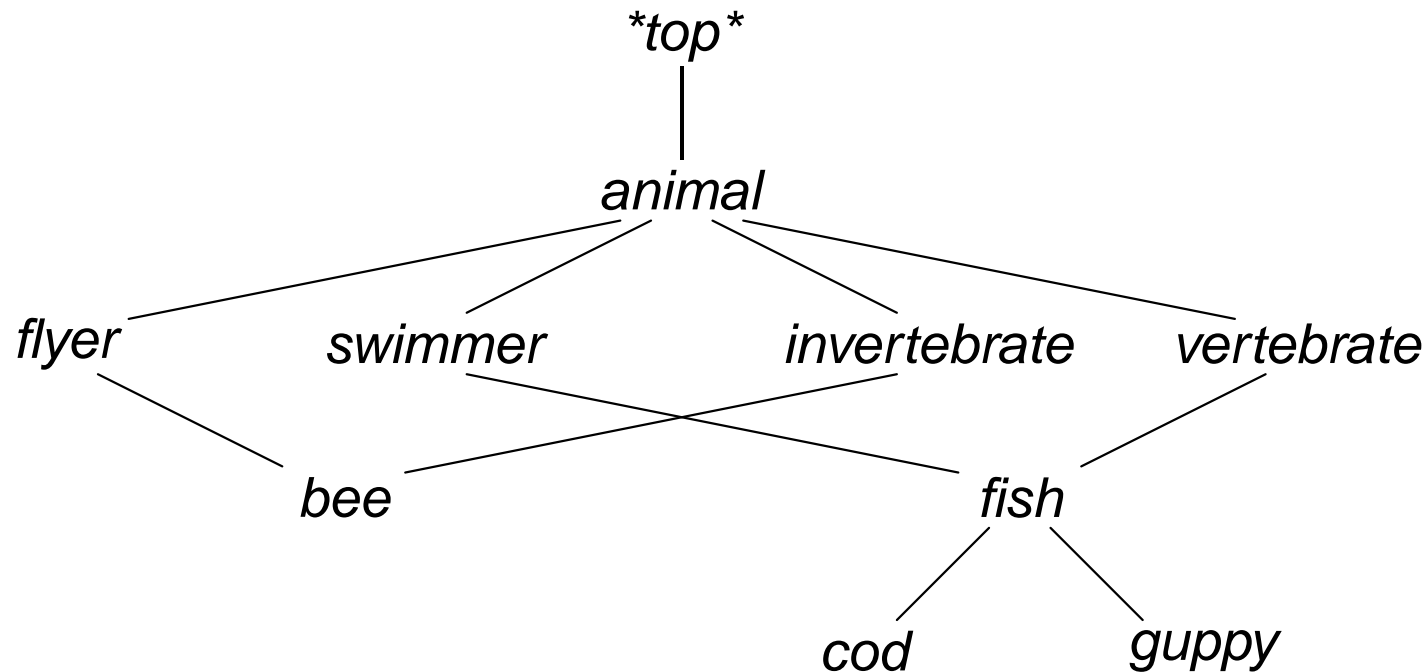 *top*
animal
flyer swimmer invertebrate vertebrate
bee fish
cod guppy